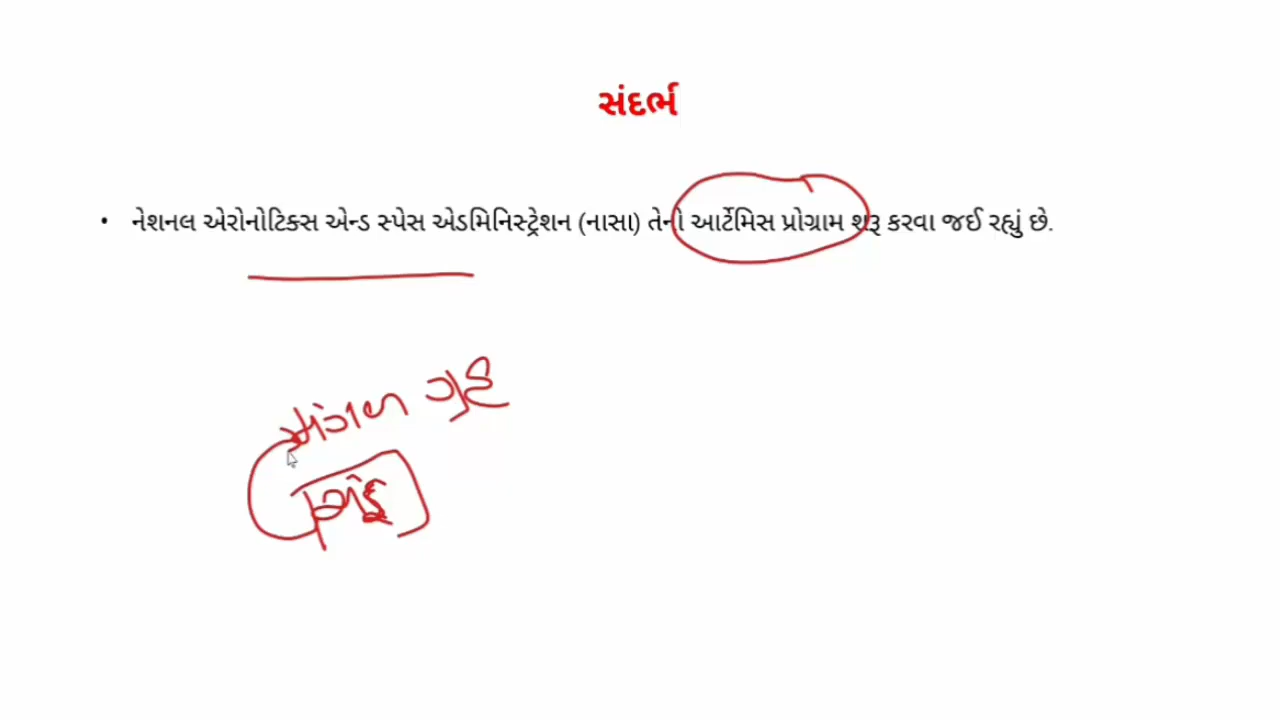 સંદર્ભ
• નેશનલ એરોનોટિક્સ એન્ડ સ્પેસ એડમિનિસ્ટ્રેશન (નાસા) તેનો આર્ટેમિસ પ્રોગ્રામ શરૂ કરવા જઈ રહ્યું છે.
મંગળ ગ્રહ